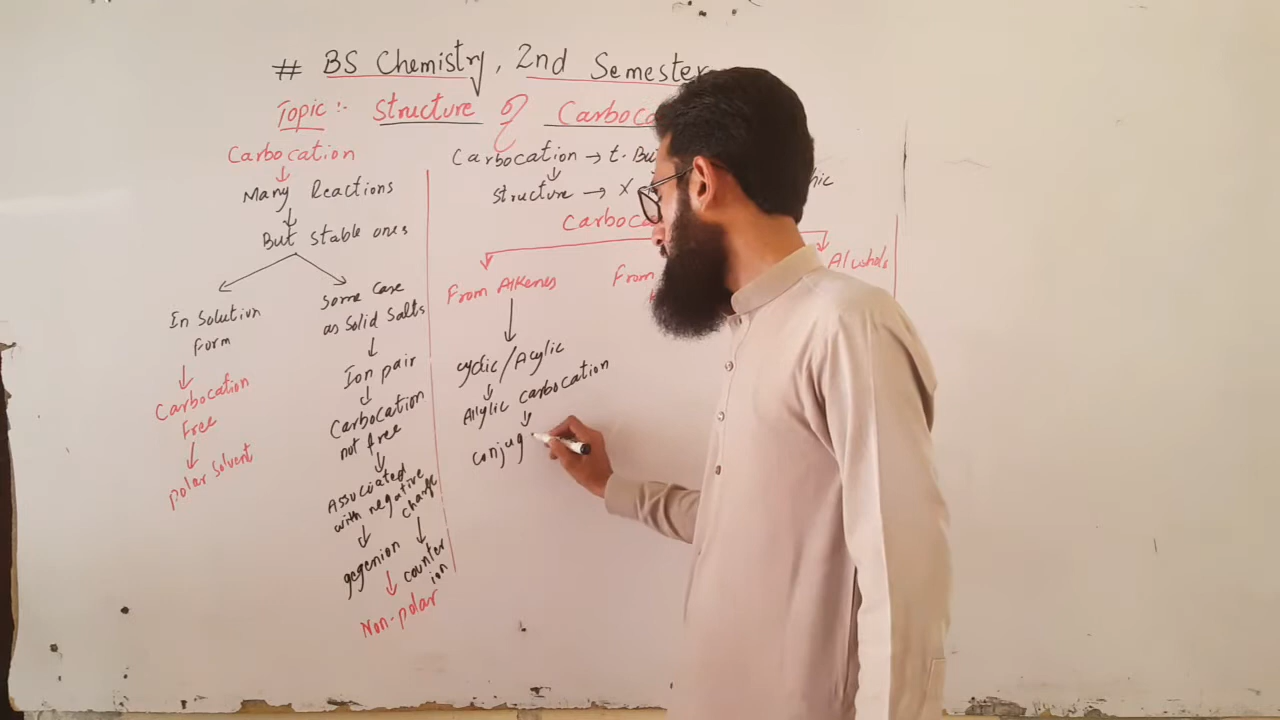 # BS Chemistry, 2nd Semester
Topic:- Structure of Carboca
Carbocation
Many Reactions
But stable ones
In Solution
Form
Carbocation
Free
polar solvent
Some Case
as Solid Salts
Ion pair
Carbocation
not free
Associated
with negative
charge
gegenion
counter
ion
Non-polar
Carbocation → t. But
Structure → X
Carboca
From Alkenes
From
Alcohols
cyclic/Acylic
Allylic carbocation
conjug